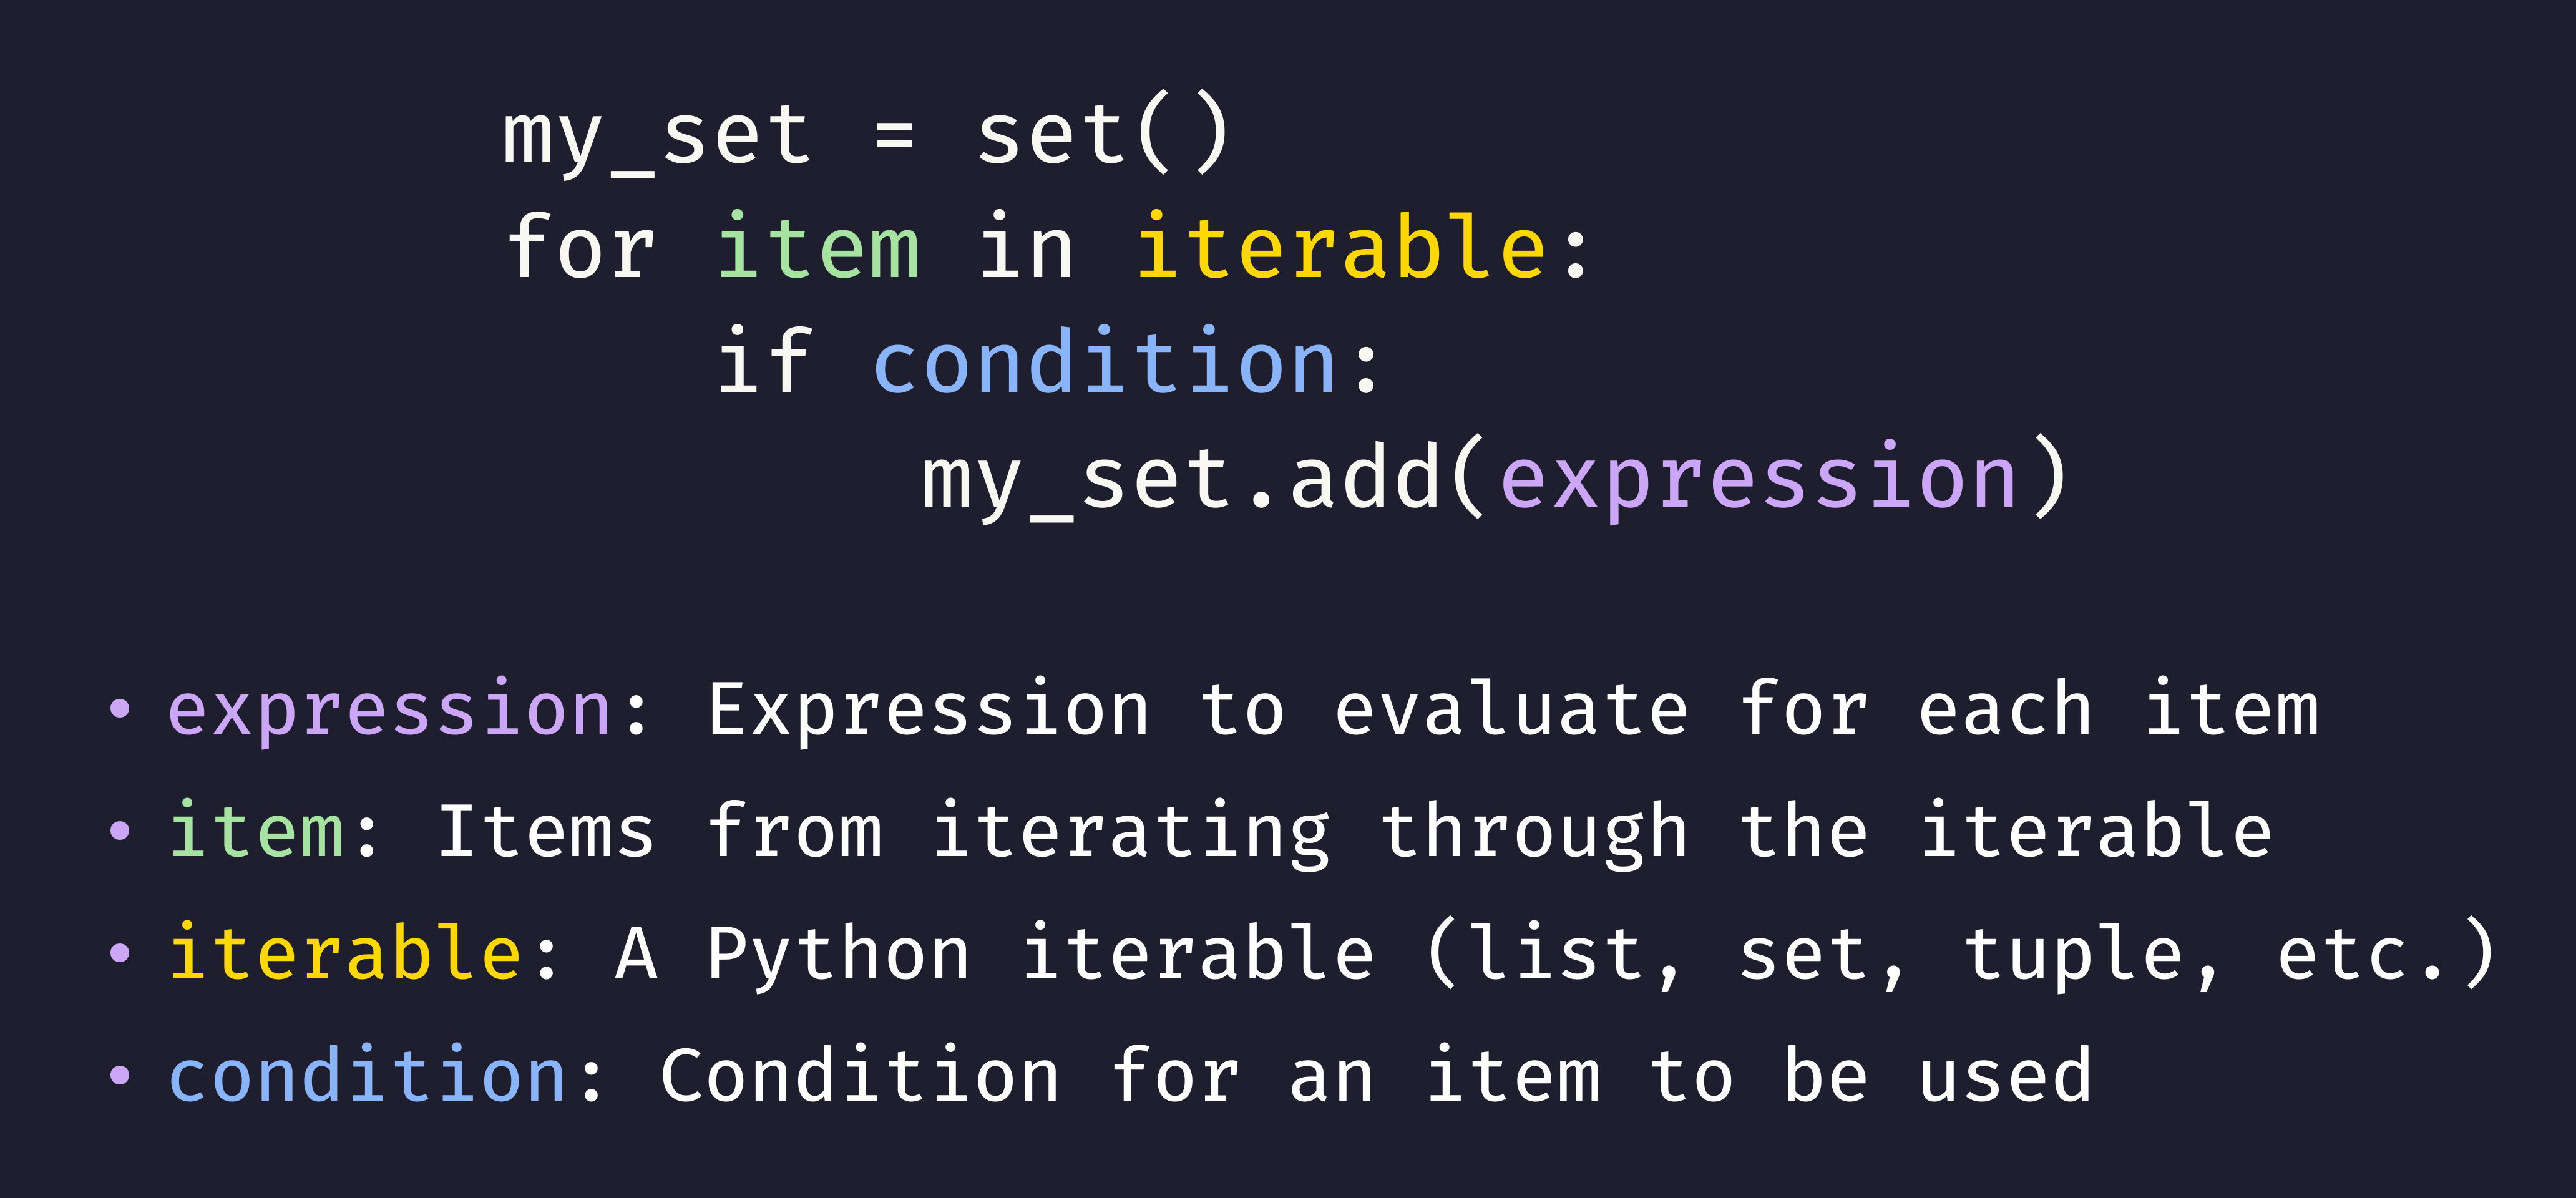 my_set = set()
for item in iterable:
    if condition:
        my_set.add(expression)
• expression: Expression to evaluate for each item
• item: Items from iterating through the iterable
• iterable: A Python iterable (list, set, tuple, etc.)
• condition: Condition for an item to be used